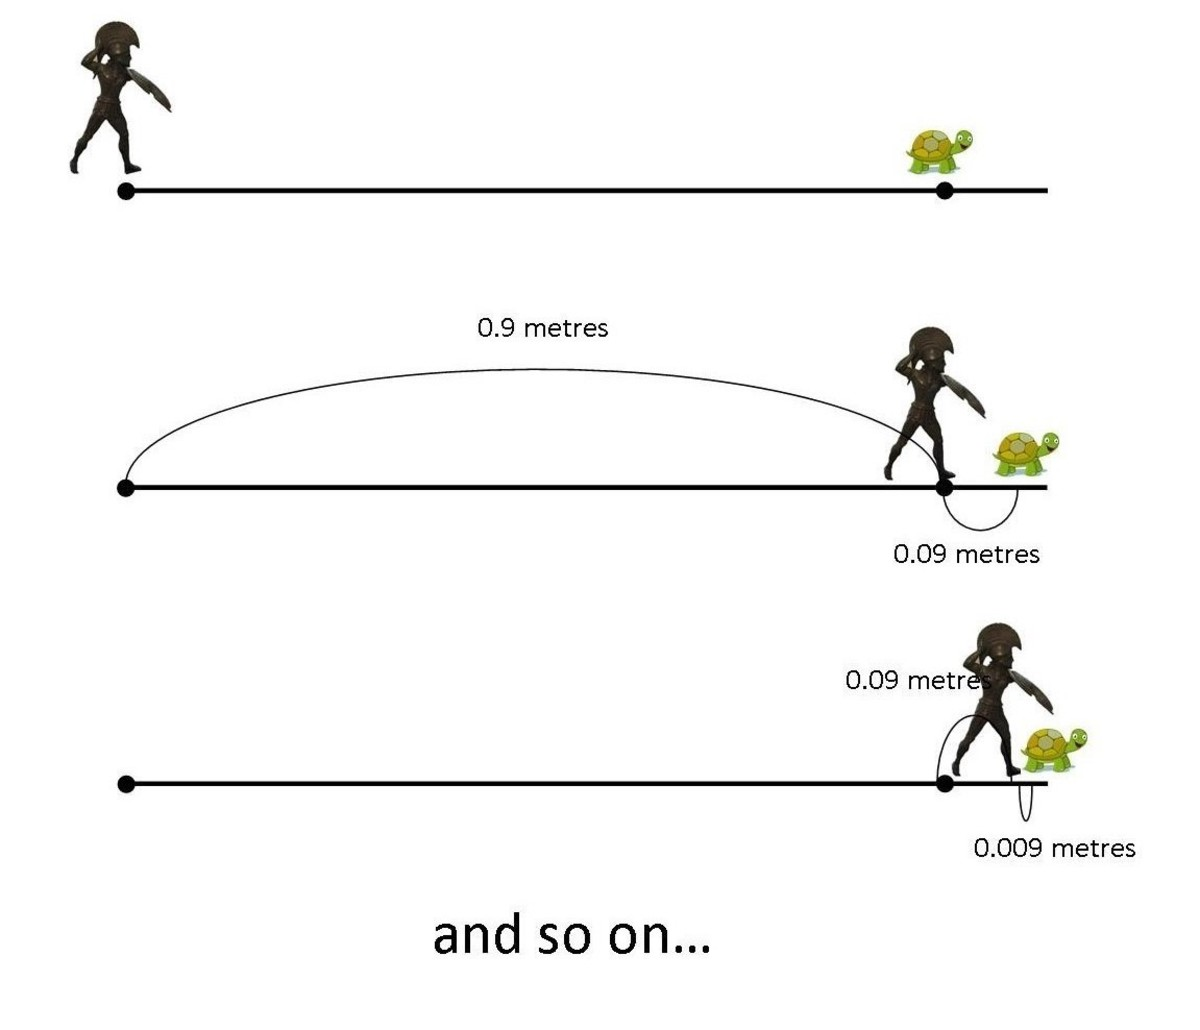 0.9 metres
0.09 metres
0.09 metres
0.009 metres
and so on...